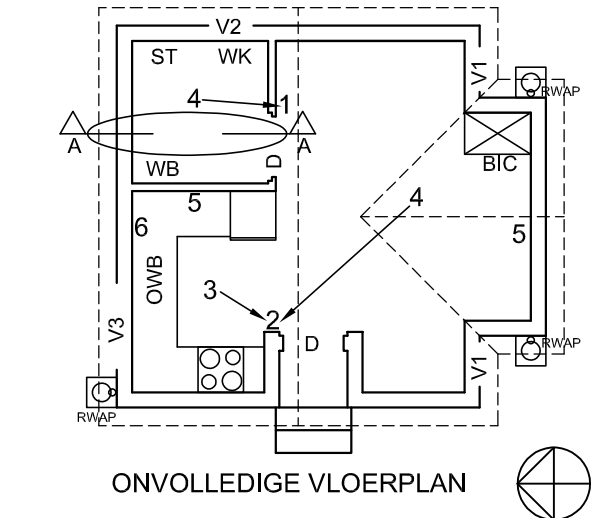 V2
ST WK
V1
RWAP
4 1
A A
D
BIC
WB
5 4
6 5
OWB
3 2
V3 D
RWAP
V1
RWAP
ONVOLLEDIGE VLOERPLAN